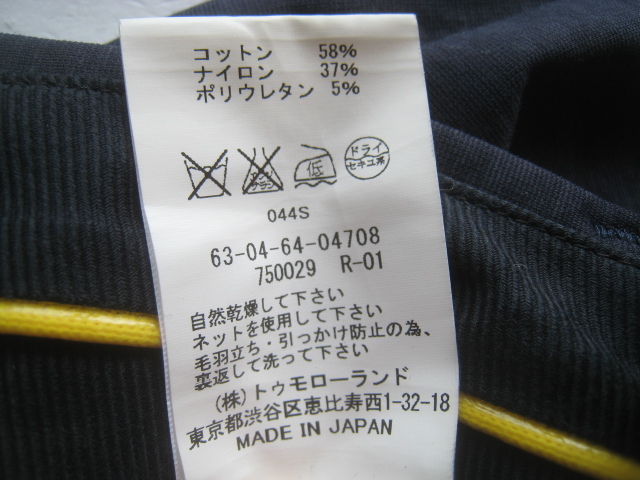 コットン 58%
ナイロン 37%
ポリウレタン 5%
低 ドライ
セキユ系
044S
63-04-64-04708
750029 R-01
自然乾燥して下さい
ネットを使用して下さい
毛羽立ち・引っかけ防止の為、
裏返して洗って下さい
(株)トゥモローランド
東京都渋谷区恵比寿西1-32-18
MADE IN JAPAN